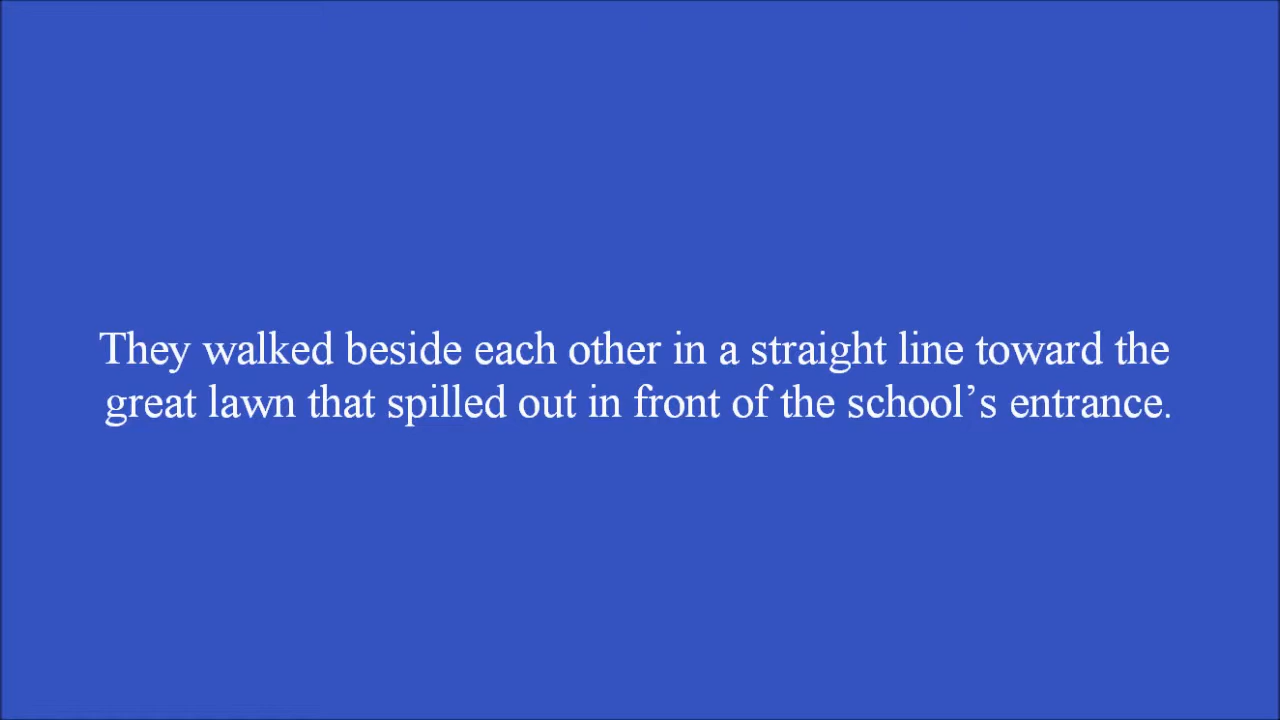 They walked beside each other in a straight line toward the
great lawn that spilled out in front of the school’s entrance.